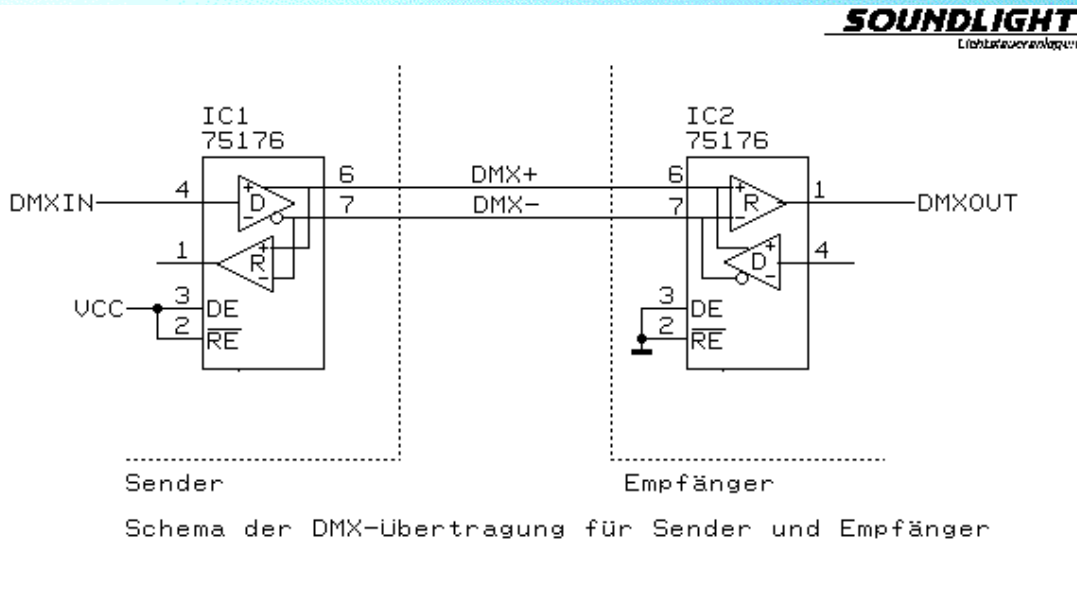 SOUNDLIGHT
Lichtsteueranlagen
IC1
75176
IC2
75176
DMXIN
4
6
DMX+
6
1
DMXOUT
7
DMX-
7
+
D
-
+
R
-
1
+
R
-
+
D
4
VCC
3
DE
2
RE
3
DE
2
RE
Sender
Empfänger
Schema der DMX-Übertragung für Sender und Empfänger